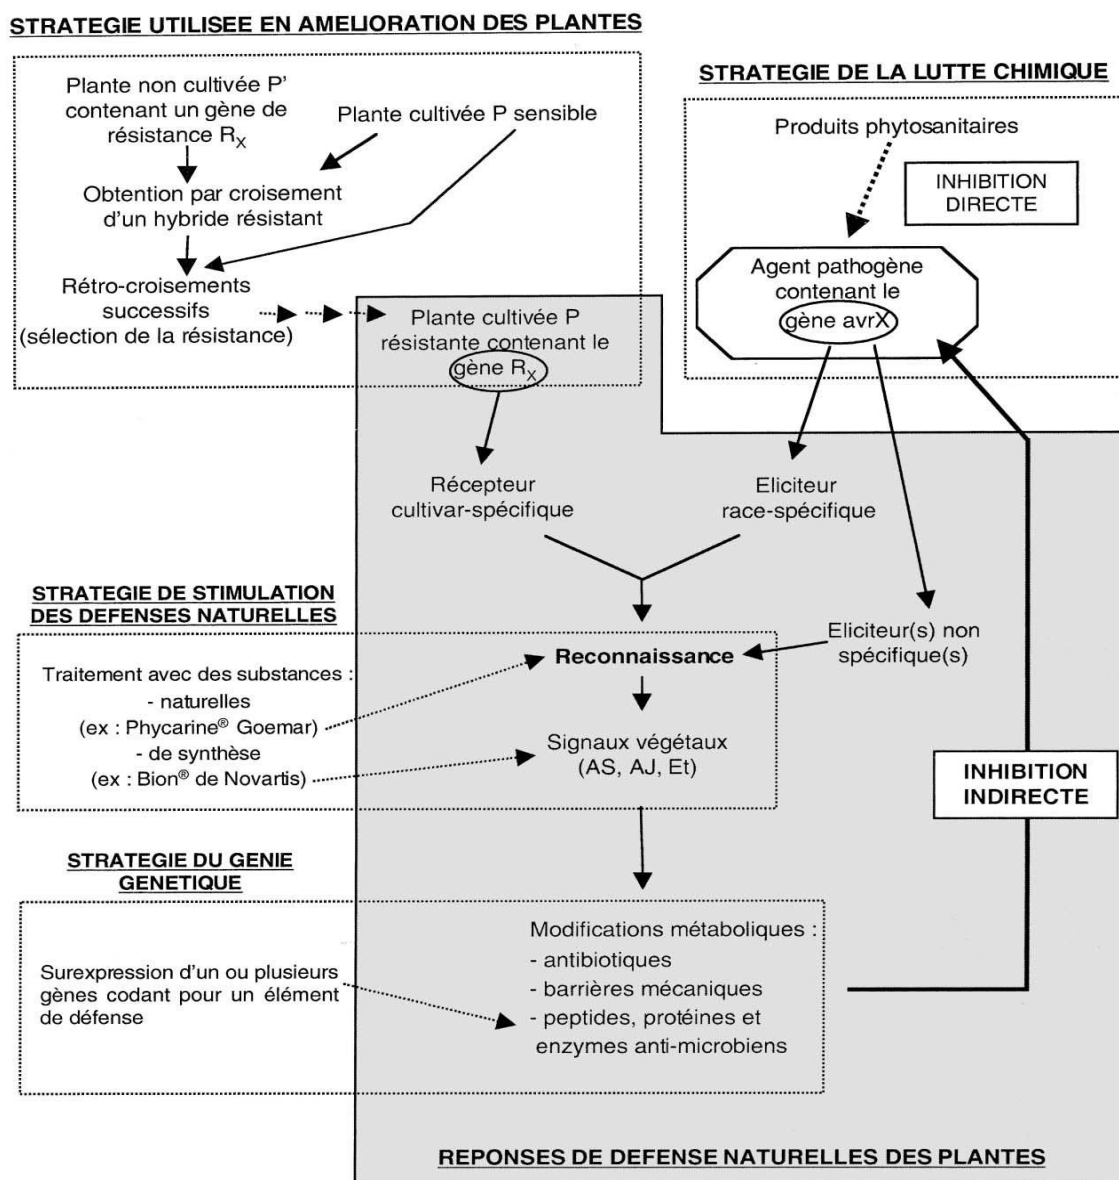 STRATEGIE UTILISEE EN AMELIORATION DES PLANTES
Plante non cultivée P'
contenant un gène de
résistance RX
Plante cultivée P sensible
Obtention par croisement
d'un hybride résistant
Rétro-croisements
successifs
(sélection de la résistance)
Plante cultivée P
résistante contenant le
gène RX
STRATEGIE DE LA LUTTE CHIMIQUE
Produits phytosanitaires
INHIBITION
DIRECTE
Agent pathogène
contenant le
gène avrX
Récepteur
cultivar-spécifique
Eliciteur
race-spécifique
STRATEGIE DE STIMULATION
DES DEFENSES NATURELLES
Traitement avec des substances :
- naturelles
(ex : Phycarine® Goemar)
- de synthèse
(ex : Bion® de Novartis)
Reconnaissance
Eliciteur(s) non
spécifique(s)
Signaux végétaux
(AS, AJ, Et)
INHIBITION
INDIRECTE
STRATEGIE DU GENIE
GENETIQUE
Surexpression d'un ou plusieurs
gènes codant pour un élément
de défense
Modifications métaboliques :
- antibiotiques
- barrières mécaniques
- peptides, protéines et
enzymes anti-microbiens
REPONSES DE DEFENSE NATURELLES DES PLANTES